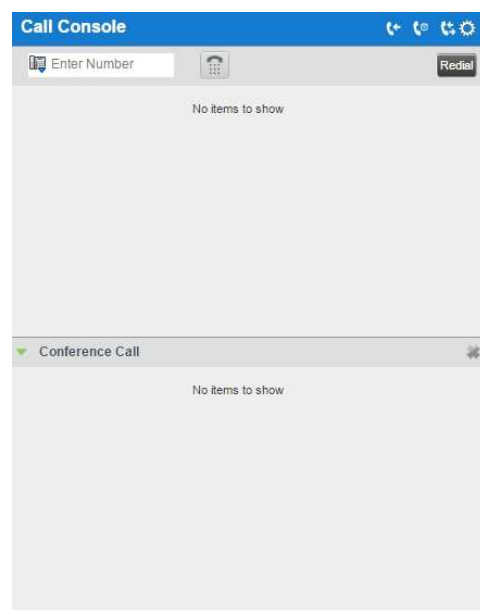 Call Console
Enter Number
Redial
No items to show
Conference Call
No items to show